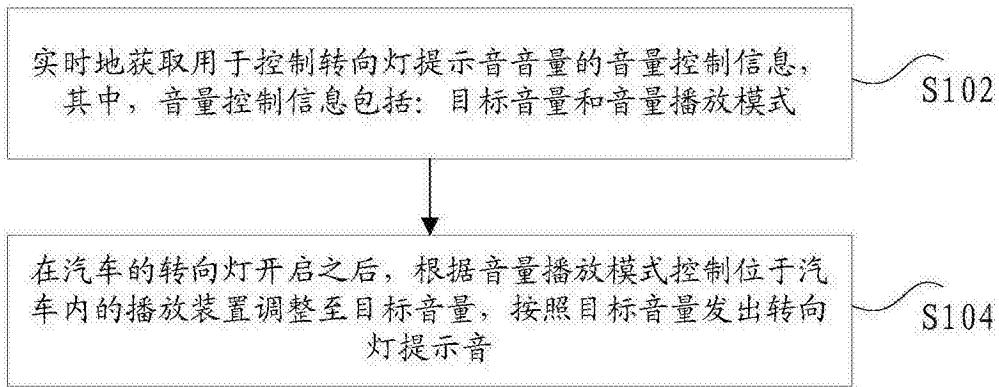 实时地获取用于控制转向灯提示音音量的音量控制信息，
其中，音量控制信息包括：目标音量和音量播放模式
S102
在汽车的转向灯开启之后，根据音量播放模式控制位于汽
车内的播放装置调整至目标音量，按照目标音量发出转向
灯提示音
S104